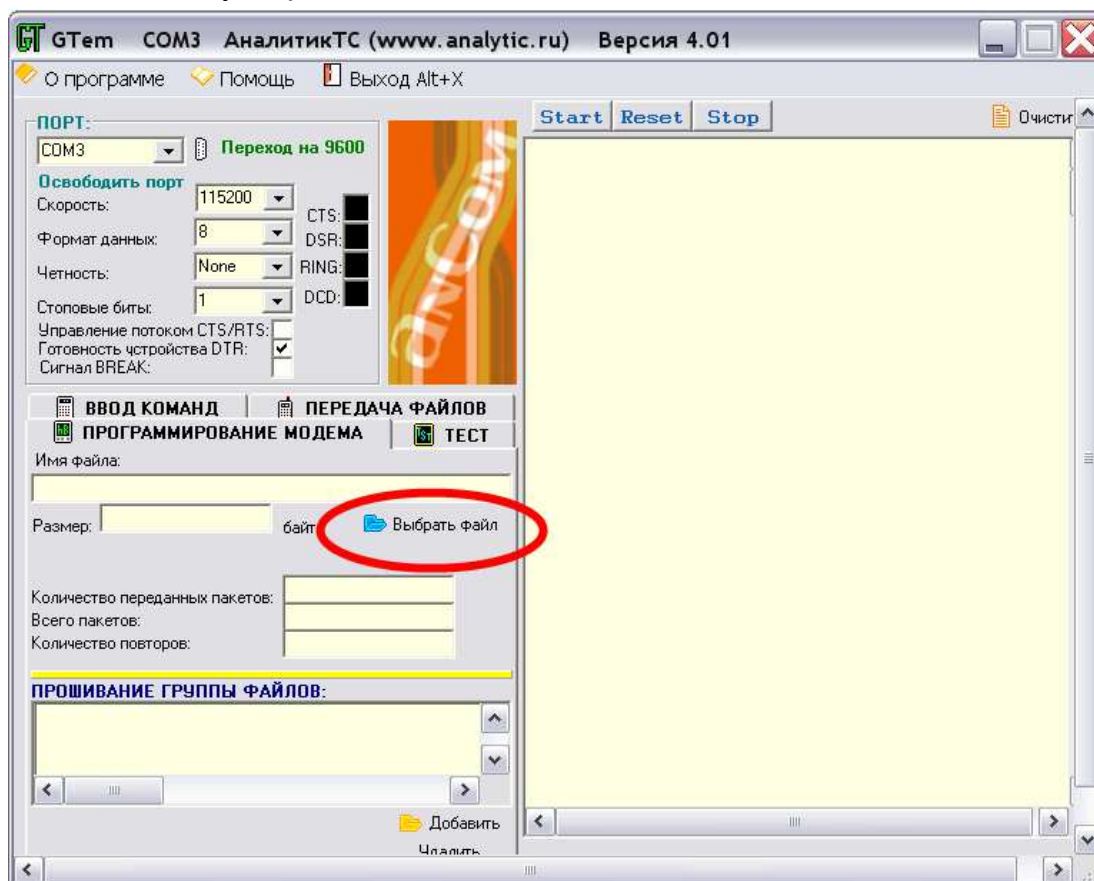 GTem COM3 АналитикТС (www.analytic.ru) Версия 4.01
О программе Помощь Выход Alt+X
ПОРТ:
COM3 Переход на 9600
Освободить порт
Скорость: 115200
CTS:
Формат данных: 8
DSR:
Четность: None
RING:
Стоповые биты: 1
DCD:
Управление потоком CTS/RTS:
Готовность устройства DTR:
Сигнал BREAK:
anCom
Start Reset Stop
Очистит
ВВОД КОМАНД ПЕРЕДАЧА ФАЙЛОВ
ПРОГРАММИРОВАНИЕ МОДЕМА ТЕСТ
Имя файла:
Размер: байт Выбрать файл
Количество переданных пакетов:
Всего пакетов:
Количество повторов:
ПРОШИВАНИЕ ГРУППЫ ФАЙЛОВ:
Добавить
Удалить